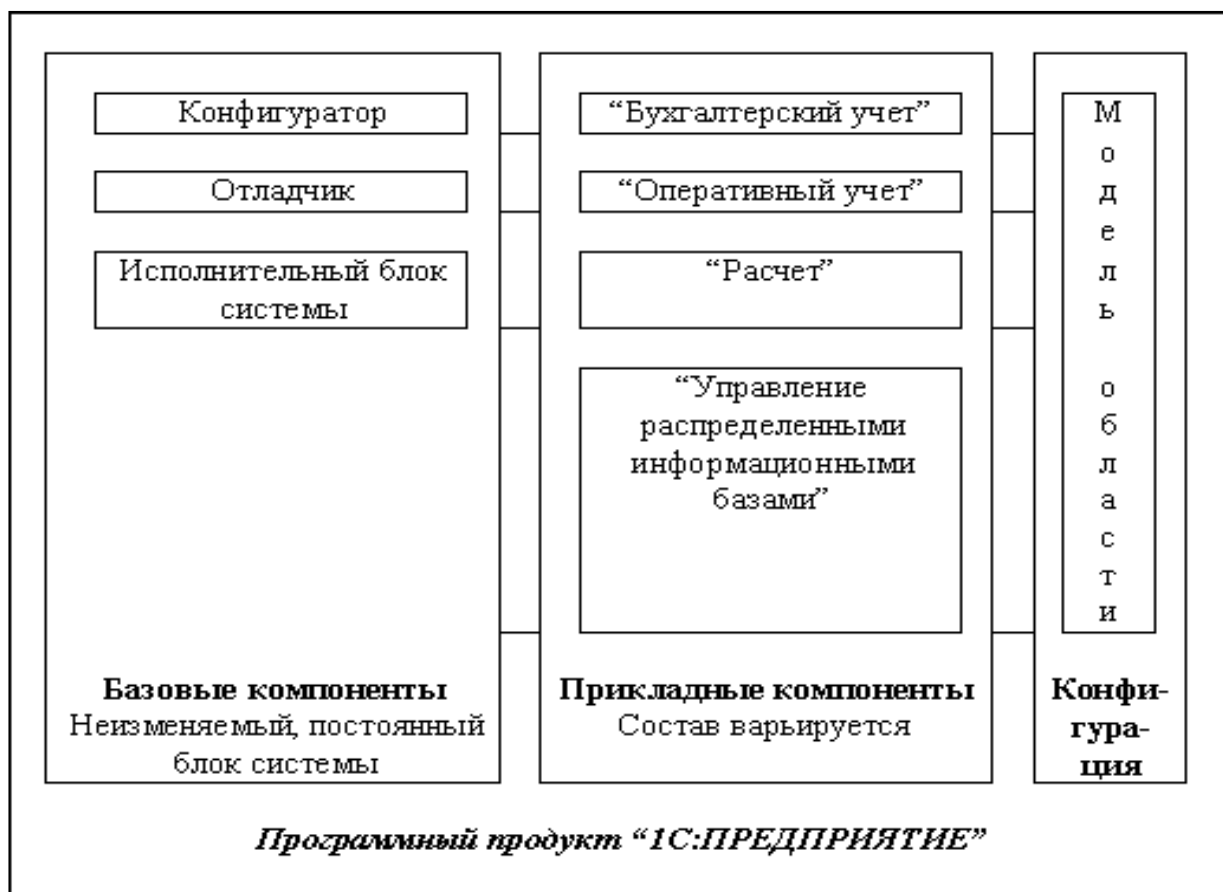 Конфигуратор
Отладчик
Исполнительный блок
системы
Базовые компоненты
Неизменяемый, постоянный
блок системы
“Бухгалтерский учет”
“Оперативный учет”
“Расчет”
“Управление
распределенными
информационными
базами”
Прикладные компоненты
Состав варьируется
М
о
д
е
л
ь
о
б
л
а
с
т
и
Конфи-
гура-
ция
Программный продукт “1С:ПРЕДПРИЯТИЕ”